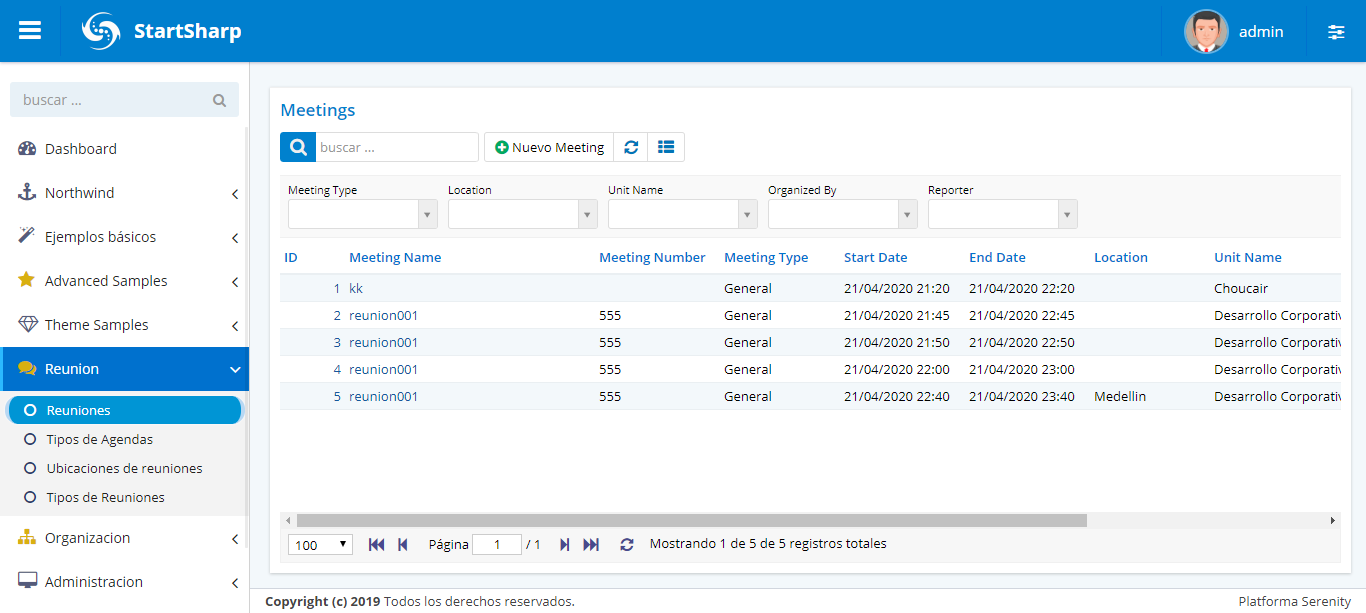 StartSharp
admin
buscar ...
Dashboard
Northwind
Ejemplos básicos
Advanced Samples
Theme Samples
Reunion
Reuniones
Tipos de Agendas
Ubicaciones de reuniones
Tipos de Reuniones
Organizacion
Administracion
Meetings
buscar ...
Nuevo Meeting
Meeting Type Location Unit Name Organized By Reporter
ID Meeting Name Meeting Number Meeting Type Start Date End Date Location Unit Name
1 kk General 21/04/2020 21:20 21/04/2020 22:20 Choucair
2 reunion001 555 General 21/04/2020 21:45 21/04/2020 22:45 Desarrollo Corporativ
3 reunion001 555 General 21/04/2020 21:50 21/04/2020 22:50 Desarrollo Corporativ
4 reunion001 555 General 21/04/2020 22:00 21/04/2020 23:00 Desarrollo Corporativ
5 reunion001 555 General 21/04/2020 22:40 21/04/2020 23:40 Medellin Desarrollo Corporativ
100 Página 1 / 1 Mostrando 1 de 5 de 5 registros totales
Copyright (c) 2019 Todos los derechos reservados. Platforma Serenity